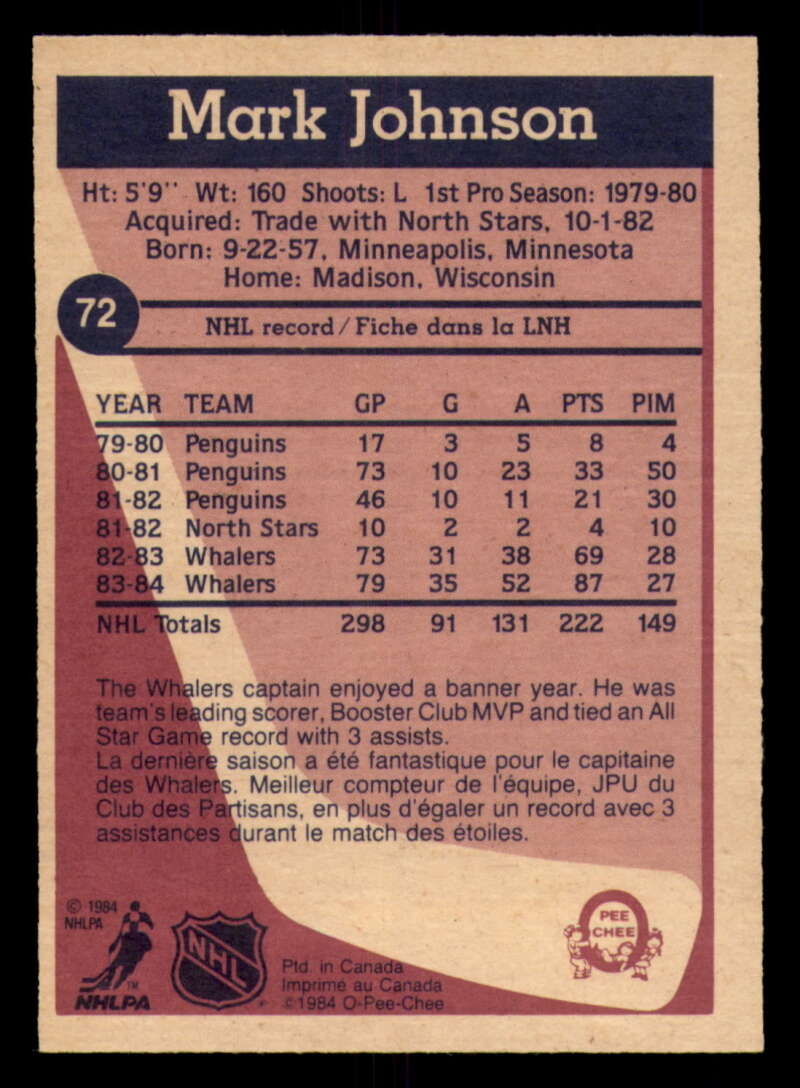 Mark Johnson
Ht: 5'9'' Wt: 160 Shoots: L 1st Pro Season: 1979-80
Acquired: Trade with North Stars, 10-1-82
Born: 9-22-57, Minneapolis, Minnesota
Home: Madison, Wisconsin
72
NHL record / Fiche dans la LNH
YEAR TEAM GP G A PTS PIM
79-80 Penguins 17 3 5 8 4
80-81 Penguins 73 10 23 33 50
81-82 Penguins 46 10 11 21 30
81-82 North Stars 10 2 2 4 10
82-83 Whalers 73 31 38 69 28
83-84 Whalers 79 35 52 87 27
NHL Totals 298 91 131 222 149
The Whalers captain enjoyed a banner year. He was
team's leading scorer, Booster Club MVP and tied an All
Star Game record with 3 assists.
La dernière saison a été fantastique pour le capitaine
des Whalers. Meilleur compteur de l'équipe, JPU du
Club des Partisans, en plus d'égaler un record avec 3
assistances durant le match des étoiles.
© 1984
NHLPA
TM
NHLPA
NHL
Ptd. in Canada
Imprimé au Canada
©1984 O-Pee-Chee
O
PEE
CHEE